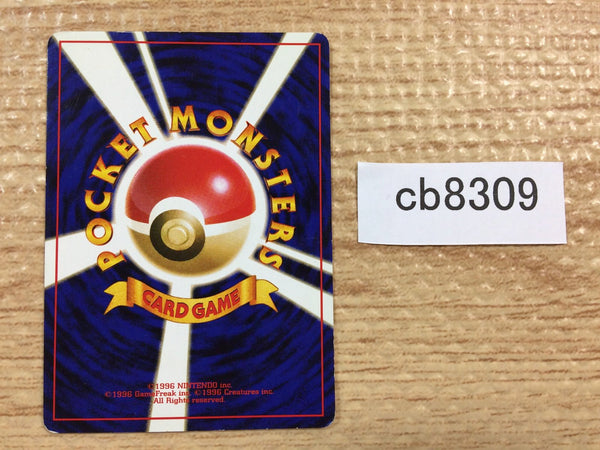 POCKET MONSTERS
CARD GAME
©1996 NINTENDO inc.
©1996 GameFreak inc. ©1996 Creatures inc.
All Rights reserved.
cb8309